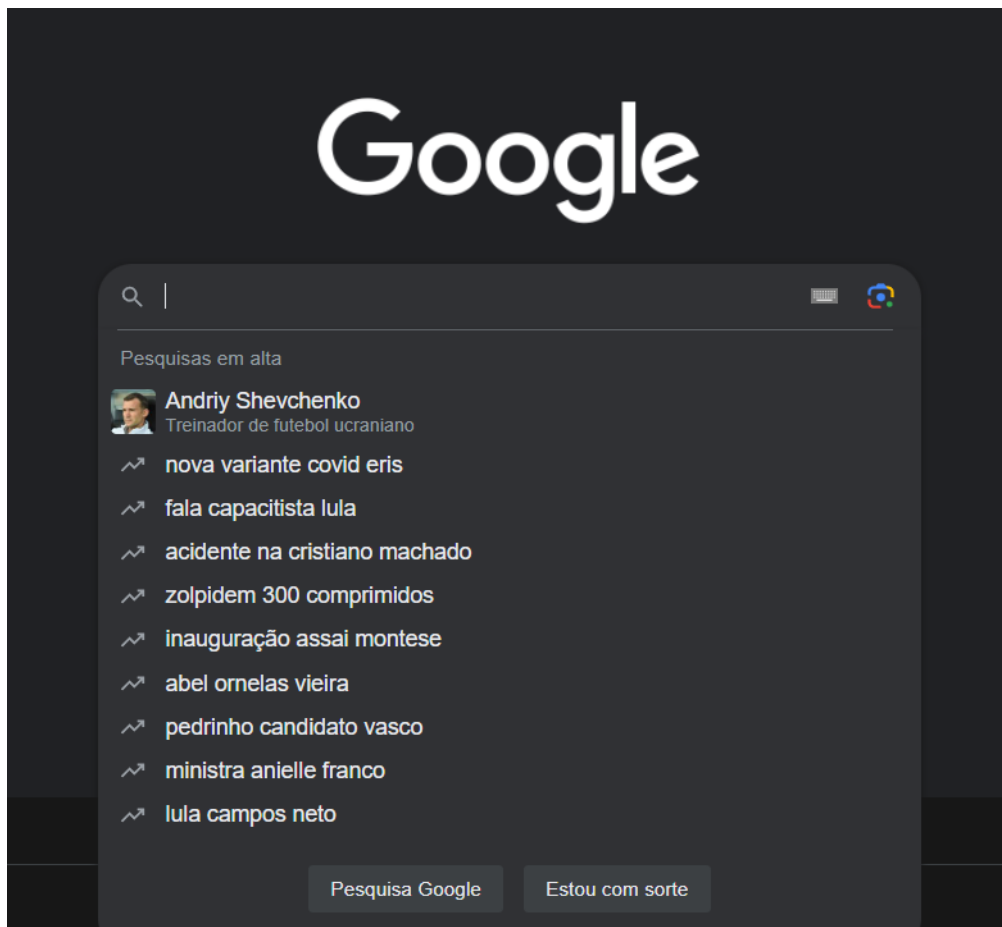 Google
Pesquisas em alta
Andriy Shevchenko
Treinador de futebol ucraniano
nova variante covid eris
fala capacitista lula
acidente na cristiano machado
zolpidem 300 comprimidos
inauguração assai montese
abel ornelas vieira
pedrinho candidato vasco
ministra anielle franco
lula campos neto
Pesquisa Google
Estou com sorte